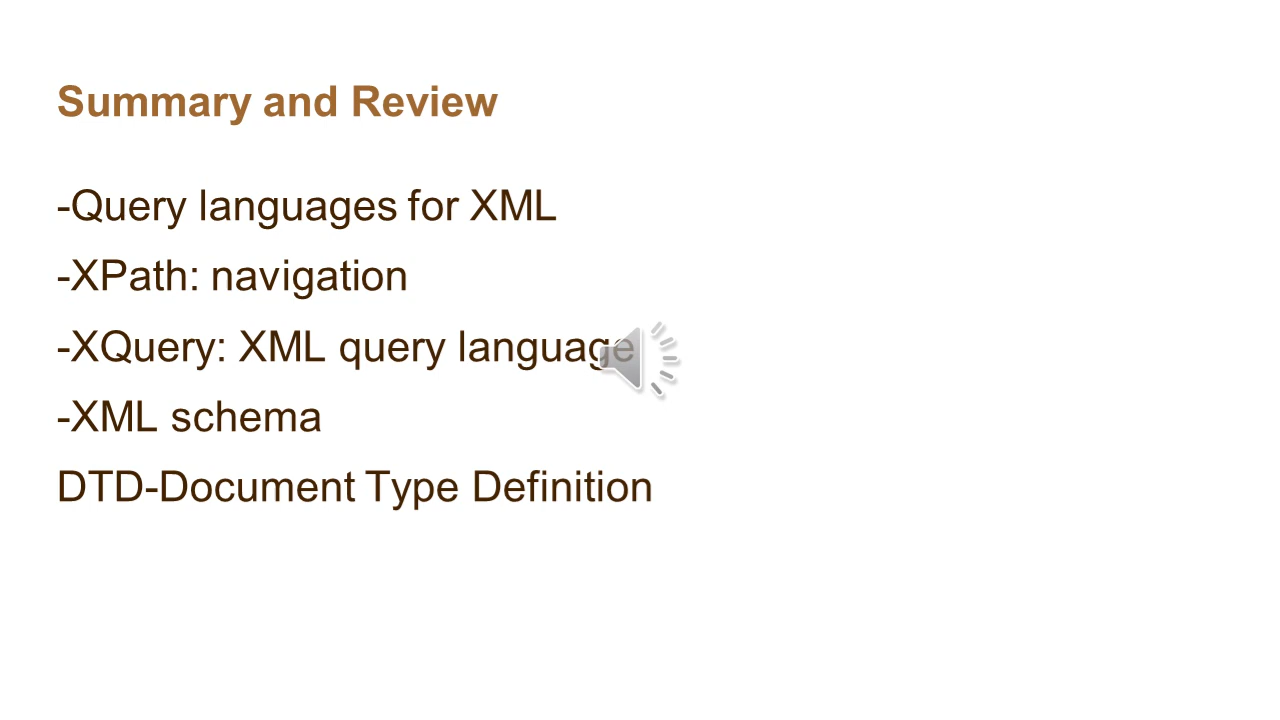 Summary and Review
-Query languages for XML
-XPath: navigation
-XQuery: XML query language
-XML schema
DTD-Document Type Definition